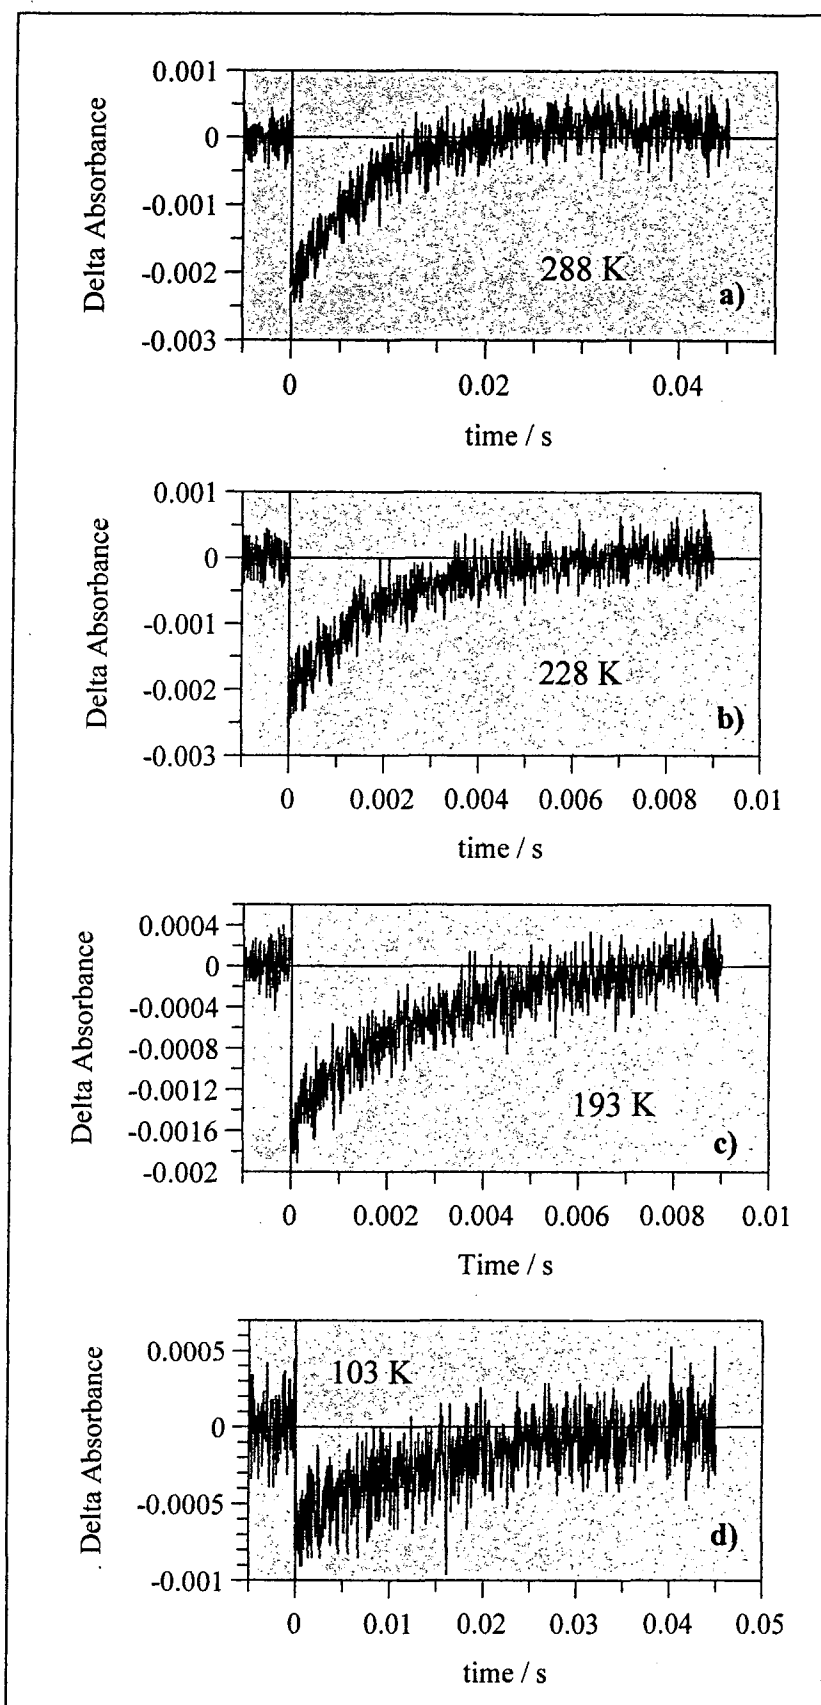 0.001
0
-0.001
-0.002
-0.003
Delta Absorbance
288 K
a)
0 0.02 0.04
time / s
0.001
0
-0.001
-0.002
-0.003
Delta Absorbance
228 K
b)
0 0.002 0.004 0.006 0.008 0.01
time / s
0.0004
0
-0.0004
-0.0008
-0.0012
-0.0016
-0.002
Delta Absorbance
193 K
c)
0 0.002 0.004 0.006 0.008 0.01
Time / s
0.0005
0
-0.0005
-0.001
Delta Absorbance
103 K
d)
0 0.01 0.02 0.03 0.04 0.05
time / s